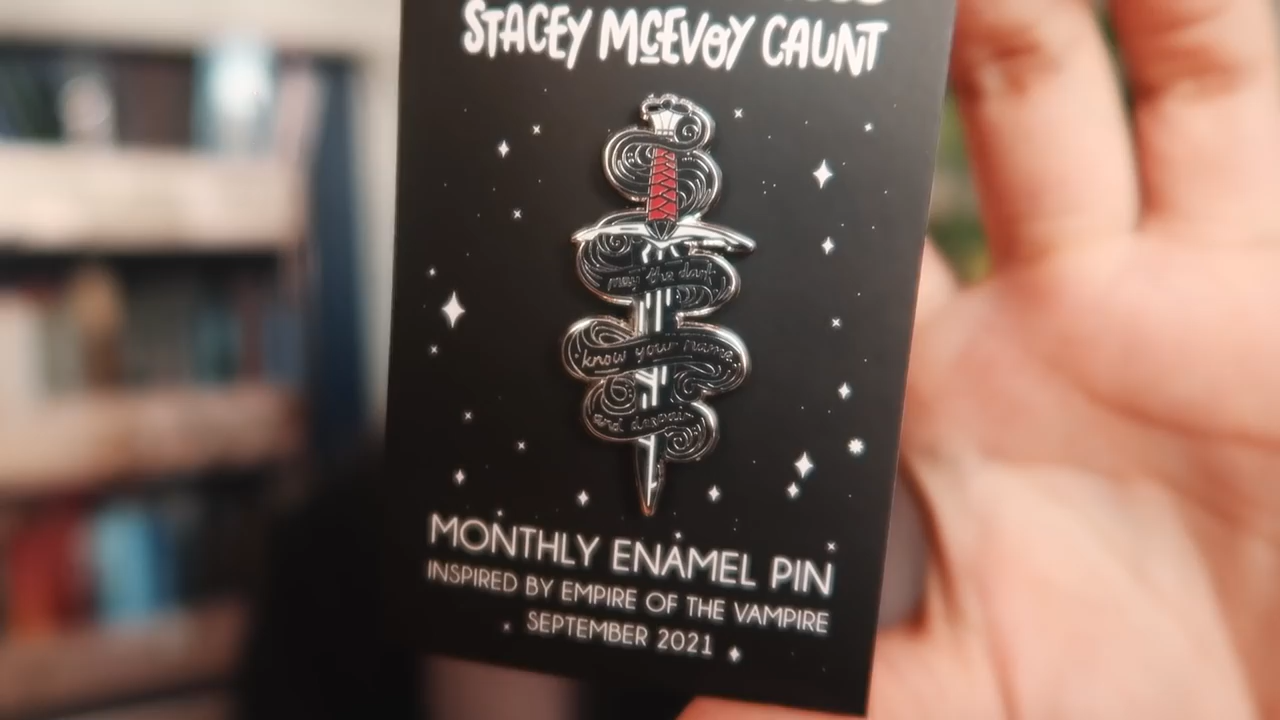 STACEY MCEVOY CAUNT
may the dark
know your name
and despair
MONTHLY ENAMEL PIN
INSPIRED BY EMPIRE OF THE VAMPIRE
SEPTEMBER 2021